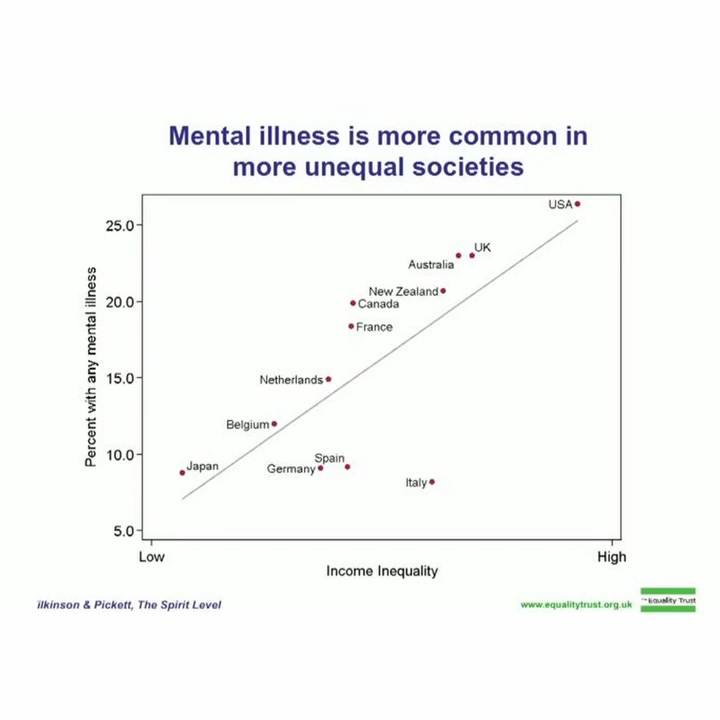 Mental illness is more common in
more unequal societies
Percent with any mental illness
25.0
20.0
15.0
10.0
5.0
USA
UK
Australia
New Zealand
Canada
France
Netherlands
Belgium
Japan
Spain
Germany
Italy
Low
High
Income Inequality
ilkinson & Pickett, The Spirit Level
www.equalitytrust.org.uk
The Equality Trust